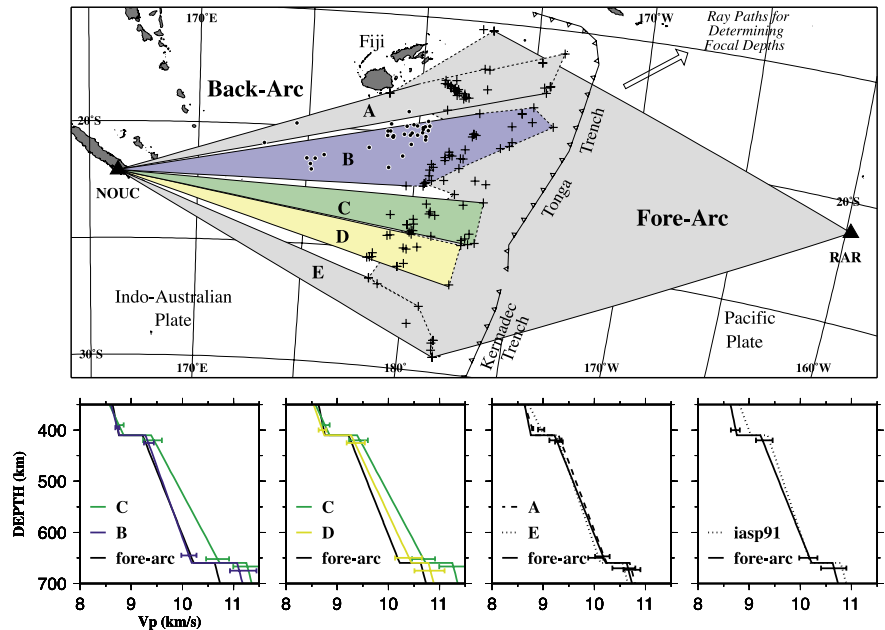 170°E
Fiji
170°W
Ray Paths for
Determining
Focal Depths
Back-Arc
A
20°S
B
Trench
NOUC
C
Tonga
20°S
Fore-Arc
D
RAR
E
Indo-Australian
Plate
Kermadec
Trench
Pacific
Plate
30°S
170°E
180°
170°W
160°W
DEPTH (km)
400
500
600
700
C
B
fore-arc
8 9 10 11
Vp (km/s)
C
D
fore-arc
8 9 10 11
A
E
fore-arc
8 9 10 11
iasp91
fore-arc
8 9 10 11